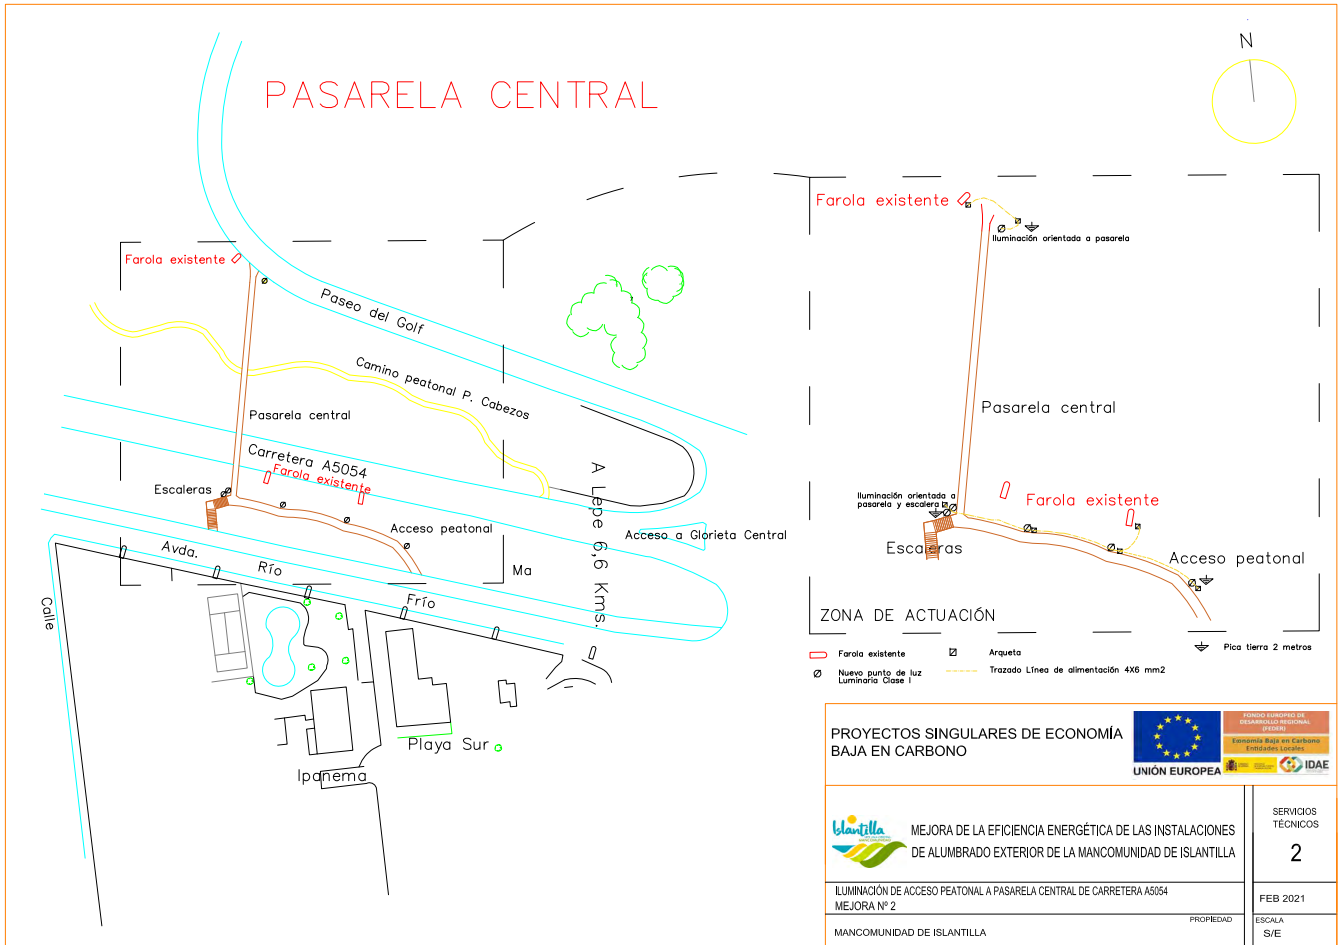 PASARELA CENTRAL
N
Farola existente
Paseo del Golf
Camino peatonal P. Cabezos
Pasarela central
Carretera A5054
Farola existente
Escaleras
Acceso peatonal
A Lepe 6,6 Kms.
Acceso a Glorieta Central
Avda.
Río
Frío
Ma
Calle
Playa Sur
Ipanema
Farola existente
Iluminación orientada a pasarela
Pasarela central
Iluminación orientada a
pasarela y escalera
Farola existente
Escaleras
Acceso peatonal
ZONA DE ACTUACIÓN
Farola existente
Arqueta
Pica tierra 2 metros
Nuevo punto de luz
Luminaria Clase I
Trazado Línea de alimentación 4X6 mm2
PROYECTOS SINGULARES DE ECONOMÍA
BAJA EN CARBONO
UNIÓN EUROPEA
FONDO EUROPEO DE
DESARROLLO REGIONAL
(FEDER)
Economía Baja en Carbono
Entidades Locales
IDAE
Islantilla
MEJORA DE LA EFICIENCIA ENERGÉTICA DE LAS INSTALACIONES
DE ALUMBRADO EXTERIOR DE LA MANCOMUNIDAD DE ISLANTILLA
SERVICIOS
TÉCNICOS
2
ILUMINACIÓN DE ACCESO PEATONAL A PASARELA CENTRAL DE CARRETERA A5054
MEJORA Nº 2
FEB 2021
PROPIEDAD
MANCOMUNIDAD DE ISLANTILLA
ESCALA
S/E